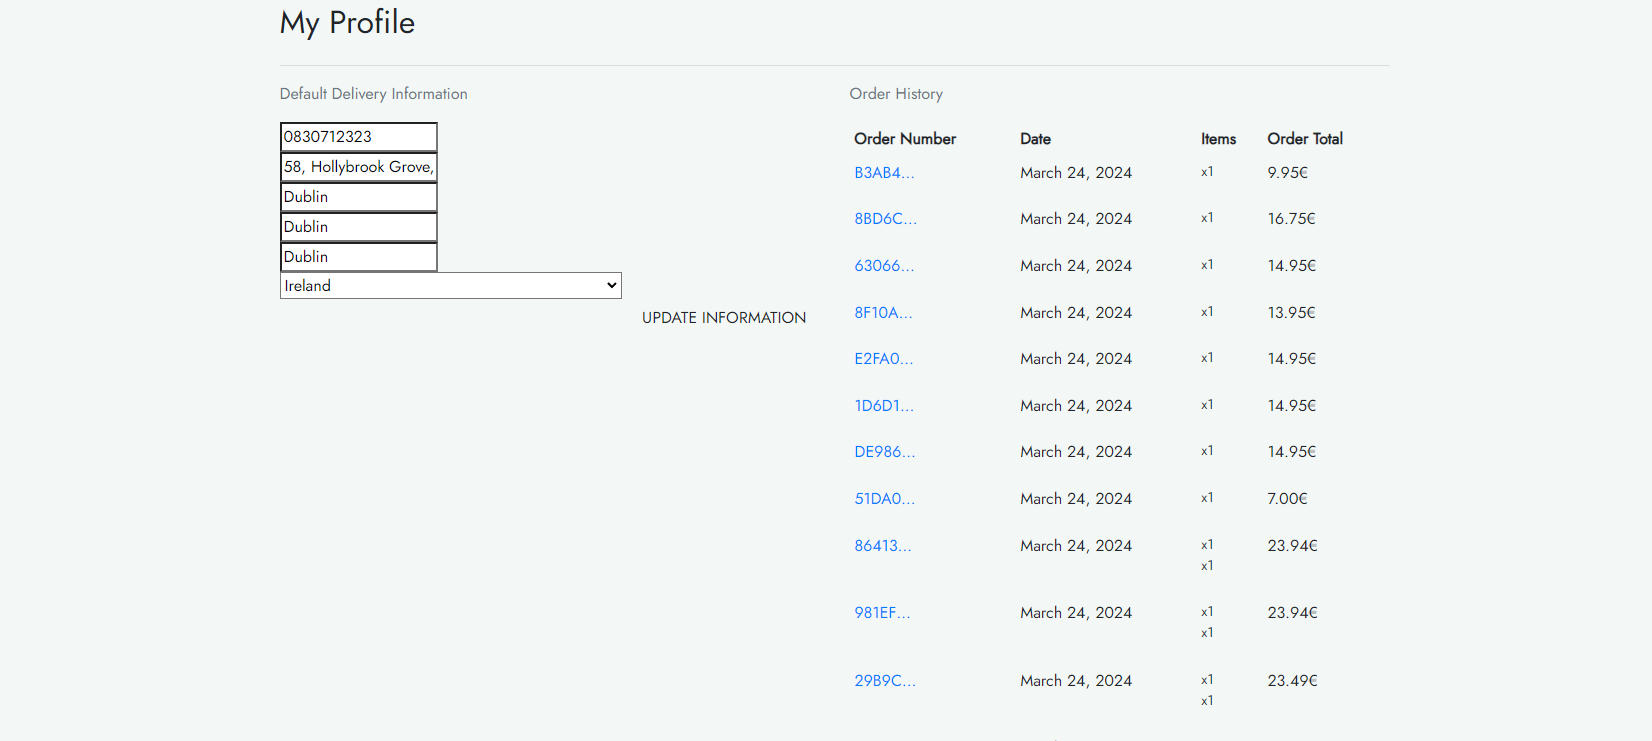 My Profile
Default Delivery Information
0830712323
58, Hollybrook Grove,
Dublin
Dublin
Dublin
Ireland
UPDATE INFORMATION
Order History
Order Number Date Items Order Total
B3AB4... March 24, 2024 x1 9.95€
8BD6C... March 24, 2024 x1 16.75€
63066... March 24, 2024 x1 14.95€
8F10A... March 24, 2024 x1 13.95€
E2FA0... March 24, 2024 x1 14.95€
1D6D1... March 24, 2024 x1 14.95€
DE986... March 24, 2024 x1 14.95€
51DA0... March 24, 2024 x1 7.00€
86413... March 24, 2024 x1 23.94€
x1
981EF... March 24, 2024 x1 23.94€
x1
29B9C... March 24, 2024 x1 23.49€
x1